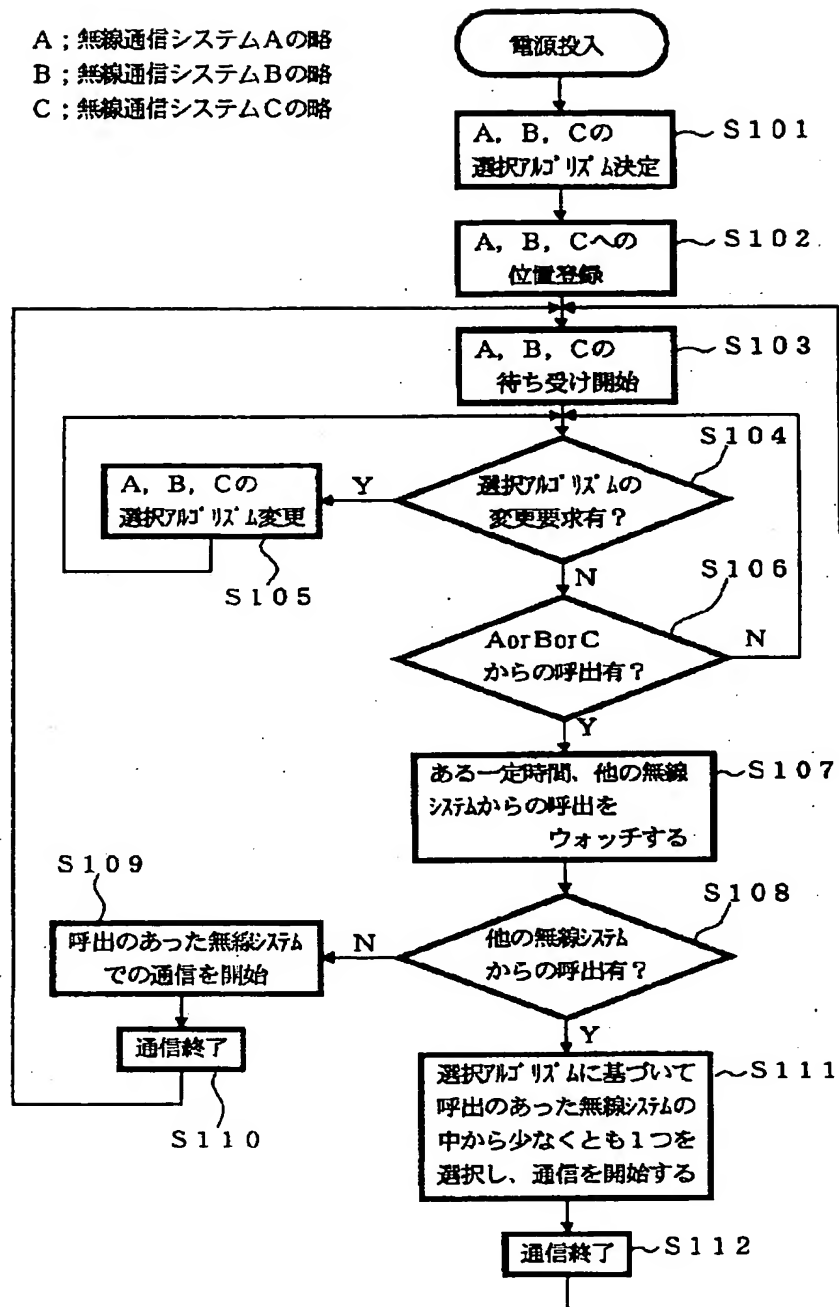 A;無線通信システムAの略
B;無線通信システムBの略
C;無線通信システムCの略
電源投入
A,B,Cの
選択アルゴリズム決定
S101
A,B,Cへの
位置登録
S102
A,B,Cの
待ち受け開始
S103
S104
選択アルゴリズムの
変更要求有?
Y
A,B,Cの
選択アルゴリズム変更
S105
N
S106
AorBorC
からの呼出有?
N
Y
ある一定時間、他の無線
システムからの呼出を
ウォッチする
S107
S108
他の無線システム
からの呼出有?
N
S109
呼出のあった無線システム
での通信を開始
通信終了
S110
Y
選択アルゴリズムに基づいて
呼出のあった無線システムの
中から少なくとも1つを
選択し、通信を開始する
S111
通信終了
S112